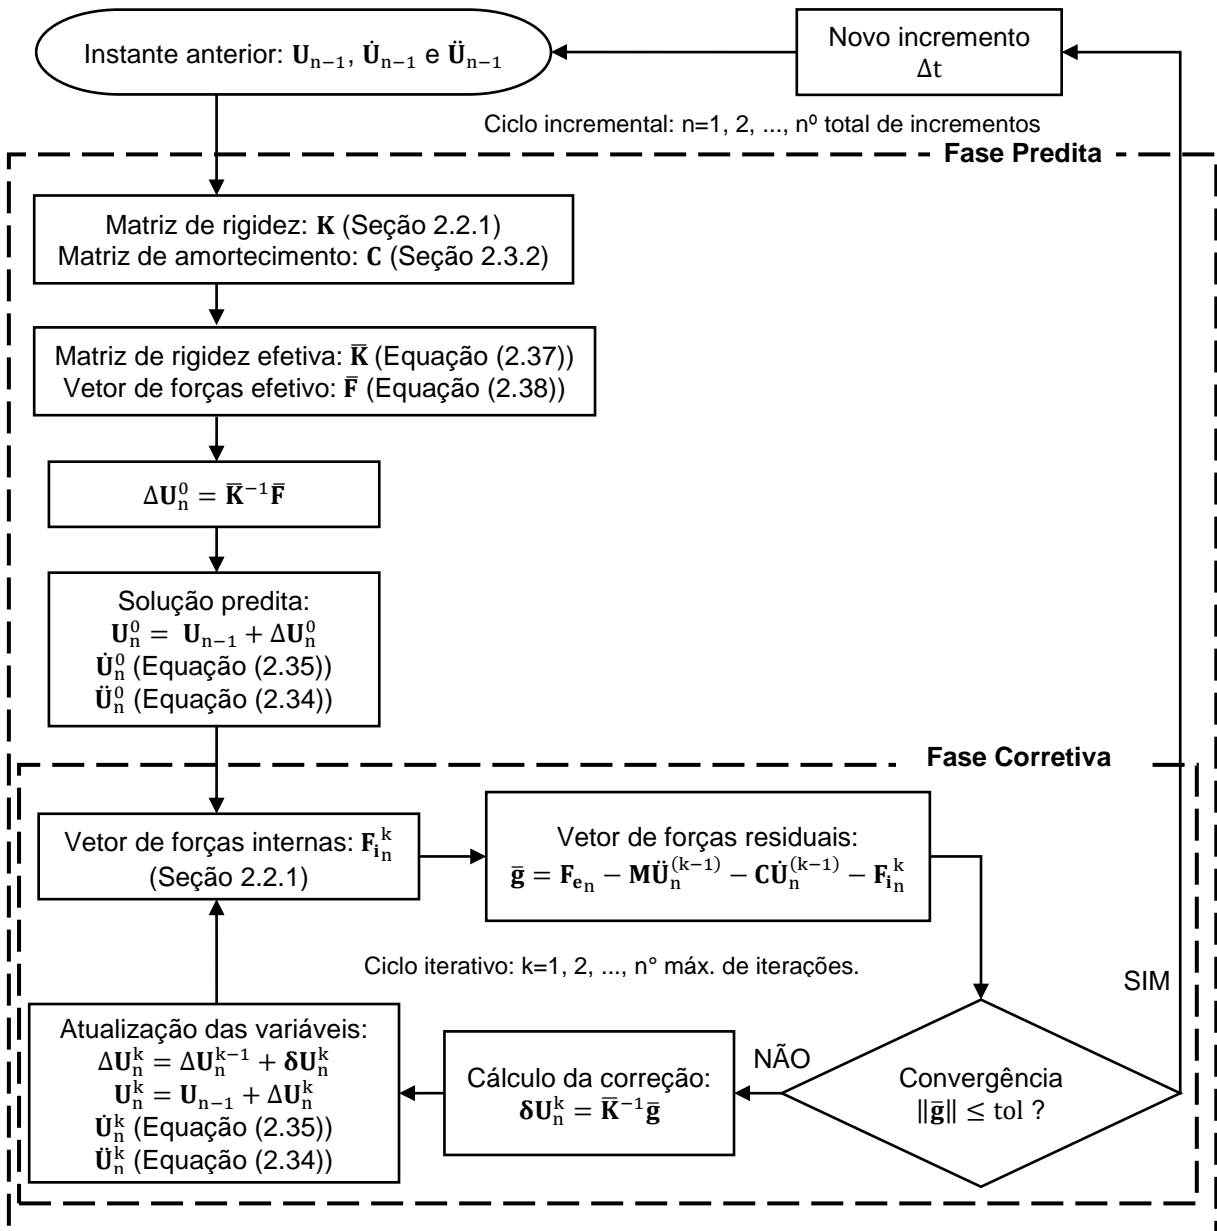 Instante anterior: U_{n−1}, U̇_{n−1} e Ü_{n−1}
Novo incremento
Δt
Ciclo incremental: n=1, 2, ..., nº total de incrementos
Fase Predita
Matriz de rigidez: K (Seção 2.2.1)
Matriz de amortecimento: C (Seção 2.3.2)
Matriz de rigidez efetiva: K̅ (Equação (2.37))
Vetor de forças efetivo: F̅ (Equação (2.38))
ΔU_n^0 = K̅^{−1}F̅
Solução predita:
U_n^0 = U_{n−1} + ΔU_n^0
U̇_n^0 (Equação (2.35))
Ü_n^0 (Equação (2.34))
Fase Corretiva
Vetor de forças internas: F_{i_n}^k
(Seção 2.2.1)
Vetor de forças residuais:
g̅ = F_{e_n} − MÜ_n^{(k−1)} − CU̇_n^{(k−1)} − F_{i_n}^k
Ciclo iterativo: k=1, 2, ..., n° máx. de iterações.
SIM
NÃO
Convergência
‖g̅‖ ≤ tol ?
Cálculo da correção:
δU_n^k = K̅^{−1}g̅
Atualização das variáveis:
ΔU_n^k = ΔU_n^{k−1} + δU_n^k
U_n^k = U_{n−1} + ΔU_n^k
U̇_n^k (Equação (2.35))
Ü_n^k (Equação (2.34))